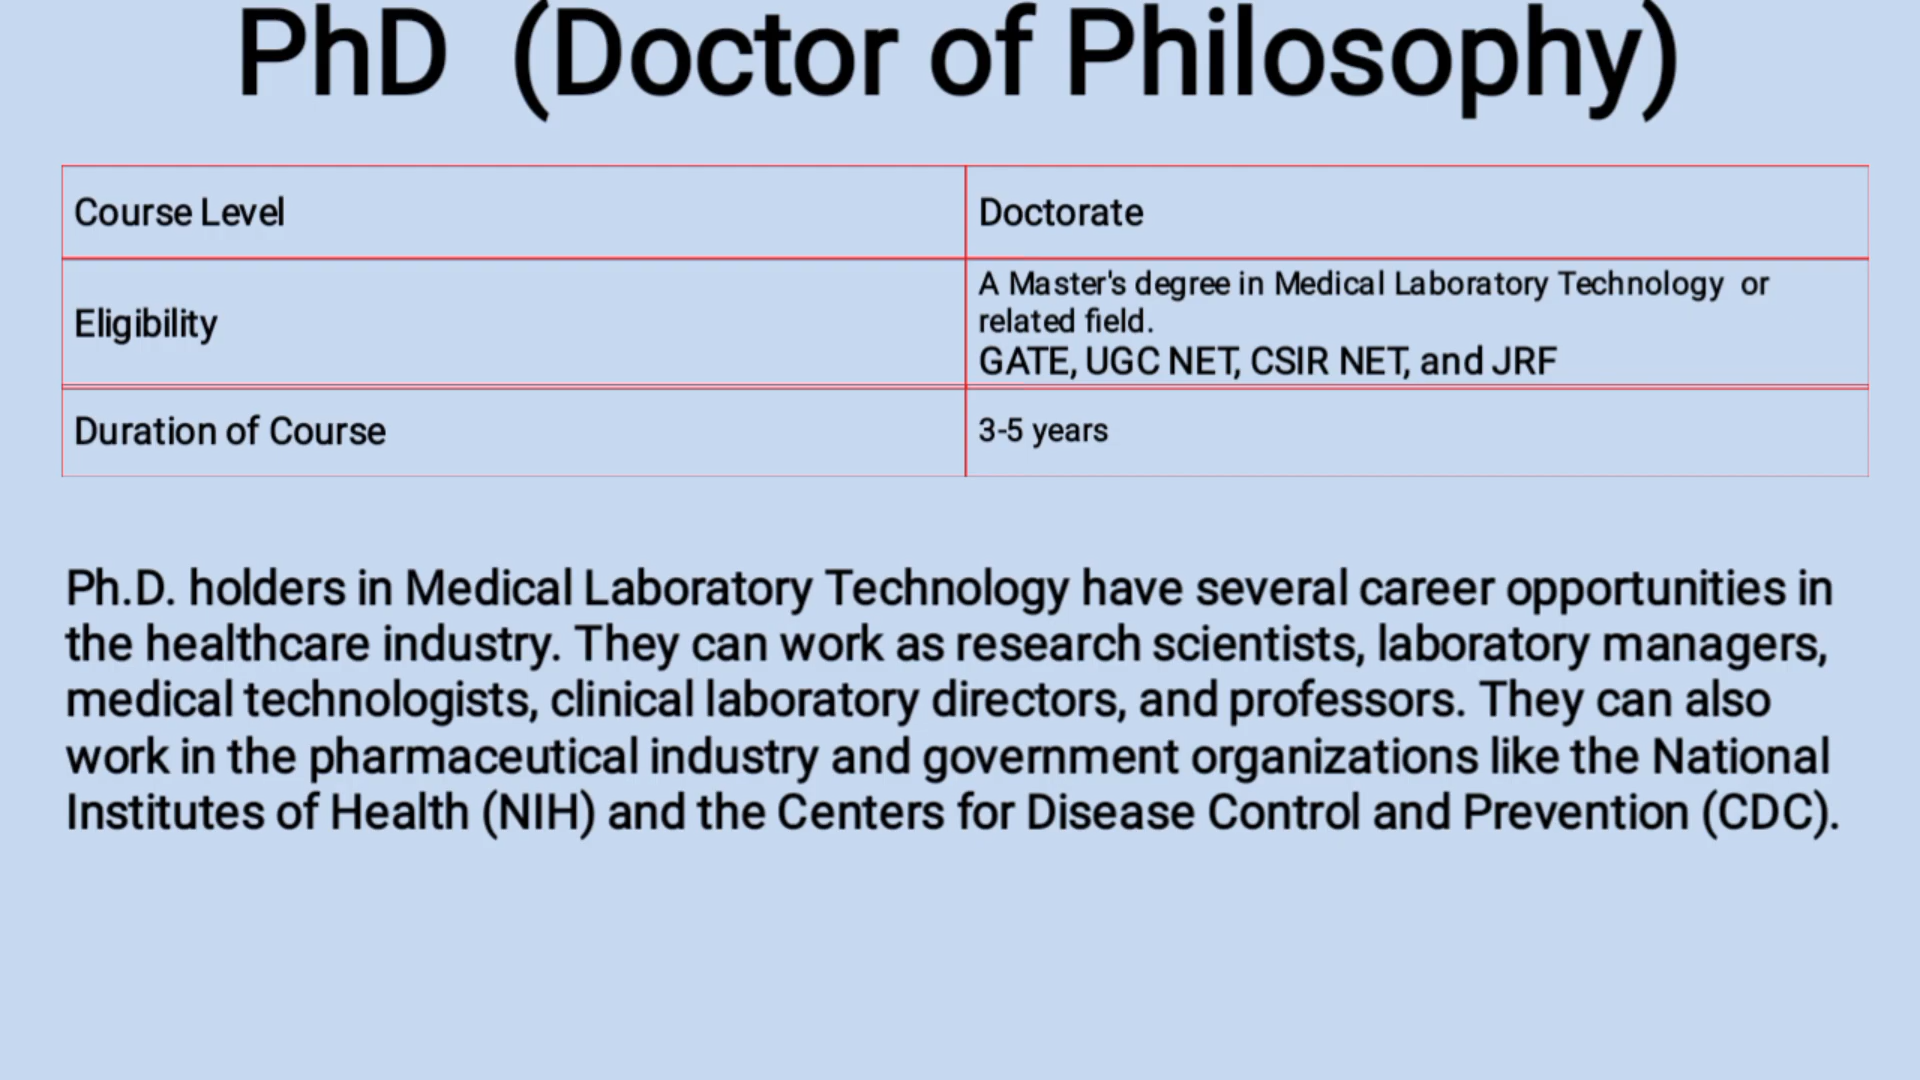 PhD (Doctor of Philosophy)
Course Level
Doctorate
Eligibility
A Master's degree in Medical Laboratory Technology or
related field.
GATE, UGC NET, CSIR NET, and JRF
Duration of Course
3-5 years
Ph.D. holders in Medical Laboratory Technology have several career opportunities in
the healthcare industry. They can work as research scientists, laboratory managers,
medical technologists, clinical laboratory directors, and professors. They can also
work in the pharmaceutical industry and government organizations like the National
Institutes of Health (NIH) and the Centers for Disease Control and Prevention (CDC).